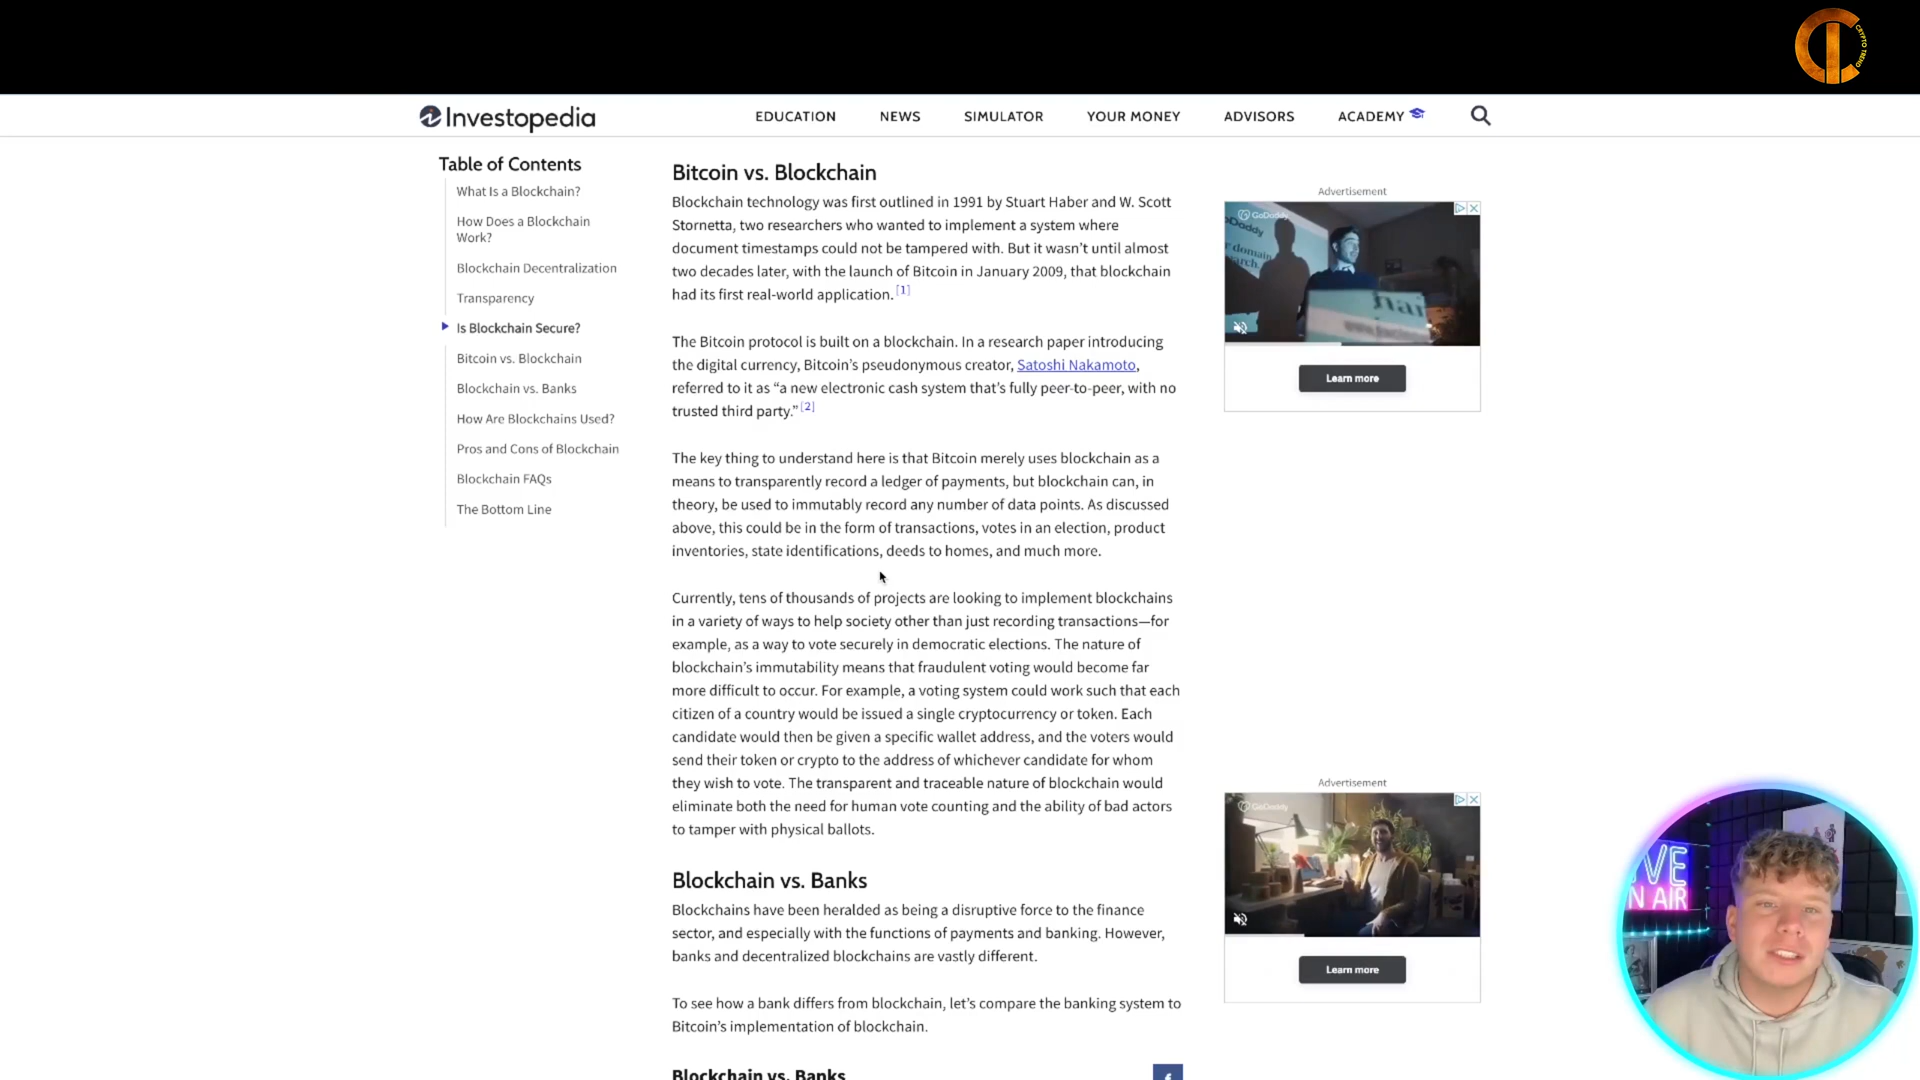 CRYPTO TREND
Investopedia
EDUCATION NEWS SIMULATOR YOUR MONEY ADVISORS ACADEMY
Table of Contents
What Is a Blockchain?
How Does a Blockchain
Work?
Blockchain Decentralization
Transparency
Is Blockchain Secure?
Bitcoin vs. Blockchain
Blockchain vs. Banks
How Are Blockchains Used?
Pros and Cons of Blockchain
Blockchain FAQs
The Bottom Line
Bitcoin vs. Blockchain
Blockchain technology was first outlined in 1991 by Stuart Haber and W. Scott
Stornetta, two researchers who wanted to implement a system where
document timestamps could not be tampered with. But it wasn’t until almost
two decades later, with the launch of Bitcoin in January 2009, that blockchain
had its first real-world application. [1]
The Bitcoin protocol is built on a blockchain. In a research paper introducing
the digital currency, Bitcoin’s pseudonymous creator, Satoshi Nakamoto,
referred to it as “a new electronic cash system that’s fully peer-to-peer, with no
trusted third party.” [2]
The key thing to understand here is that Bitcoin merely uses blockchain as a
means to transparently record a ledger of payments, but blockchain can, in
theory, be used to immutably record any number of data points. As discussed
above, this could be in the form of transactions, votes in an election, product
inventories, state identifications, deeds to homes, and much more.
Currently, tens of thousands of projects are looking to implement blockchains
in a variety of ways to help society other than just recording transactions—for
example, as a way to vote securely in democratic elections. The nature of
blockchain’s immutability means that fraudulent voting would become far
more difficult to occur. For example, a voting system could work such that each
citizen of a country would be issued a single cryptocurrency or token. Each
candidate would then be given a specific wallet address, and the voters would
send their token or crypto to the address of whichever candidate for whom
they wish to vote. The transparent and traceable nature of blockchain would
eliminate both the need for human vote counting and the ability of bad actors
to tamper with physical ballots.
Blockchain vs. Banks
Blockchains have been heralded as being a disruptive force to the finance
sector, and especially with the functions of payments and banking. However,
banks and decentralized blockchains are vastly different.
To see how a bank differs from blockchain, let’s compare the banking system to
Bitcoin’s implementation of blockchain.
Blockchain vs. Banks
Advertisement
GoDaddy
Learn more
Advertisement
GoDaddy
Learn more
IVE
N AIR